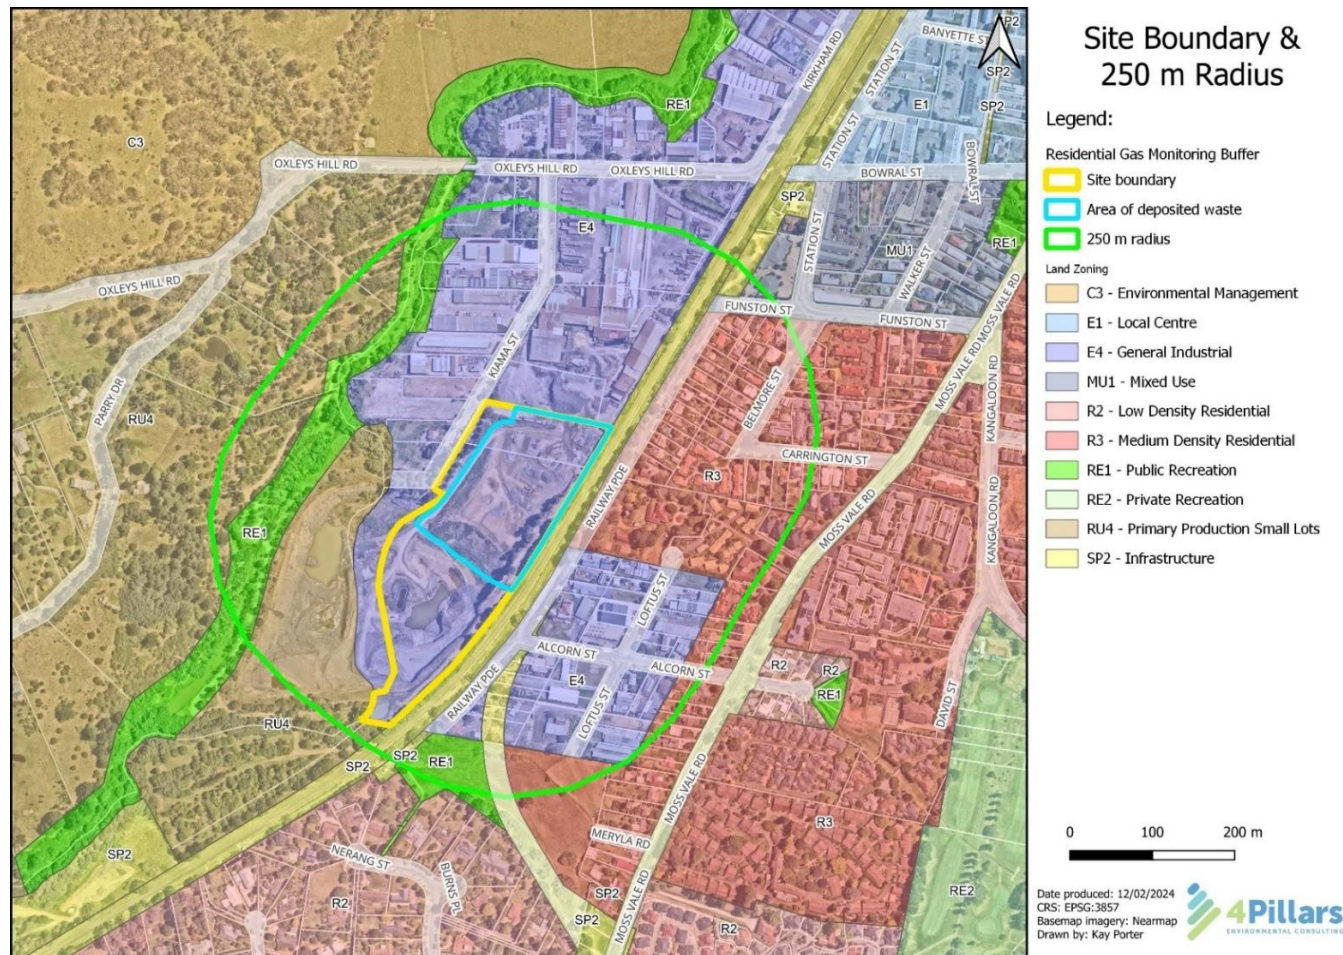 Site Boundary &
250 m Radius
Legend:
Residential Gas Monitoring Buffer
Site boundary
Area of deposited waste
250 m radius
Land Zoning
C3 - Environmental Management
E1 - Local Centre
E4 - General Industrial
MU1 - Mixed Use
R2 - Low Density Residential
R3 - Medium Density Residential
RE1 - Public Recreation
RE2 - Private Recreation
RU4 - Primary Production Small Lots
SP2 - Infrastructure
0 100 200 m
Date produced: 12/02/2024
CRS: EPSG:3857
Basemap imagery: Nearmap
Drawn by: Kay Porter
4Pillars
ENVIRONMENTAL CONSULTING
SP2
BANYETTE ST
KIRKHAM RD
STATION ST
SP2
RE1
E1
SP2
C3
STATION ST
OXLEYS HILL RD
OXLEYS HILL RD
OXLEYS HILL RD
BOWRAL ST
BOWRAL ST
SP2
E4
STATION ST
MU1
RE1
WALKER ST
OXLEYS HILL RD
FUNSTON ST
FUNSTON ST
MOSS VALE RD
MOSS VALE RD
KIAMA ST
PARRY DR
RU4
BELMORE ST
KANGALOON RD
CARRINGTON ST
R3
RAILWAY PDE
RE1
MOSS VALE RD
KANGALOON RD
LOFTUS ST
ALCORN ST
ALCORN ST
R2
R2
RE1
E4
RAILWAY PDE
LOFTUS ST
DAVID ST
RU4
SP2
SP2
RE1
MOSS VALE RD
MERYLA RD
R3
SP2
NERANG ST
BURNS PL
R2
SP2
SP2
MOSS VALE RD
R2
RE2